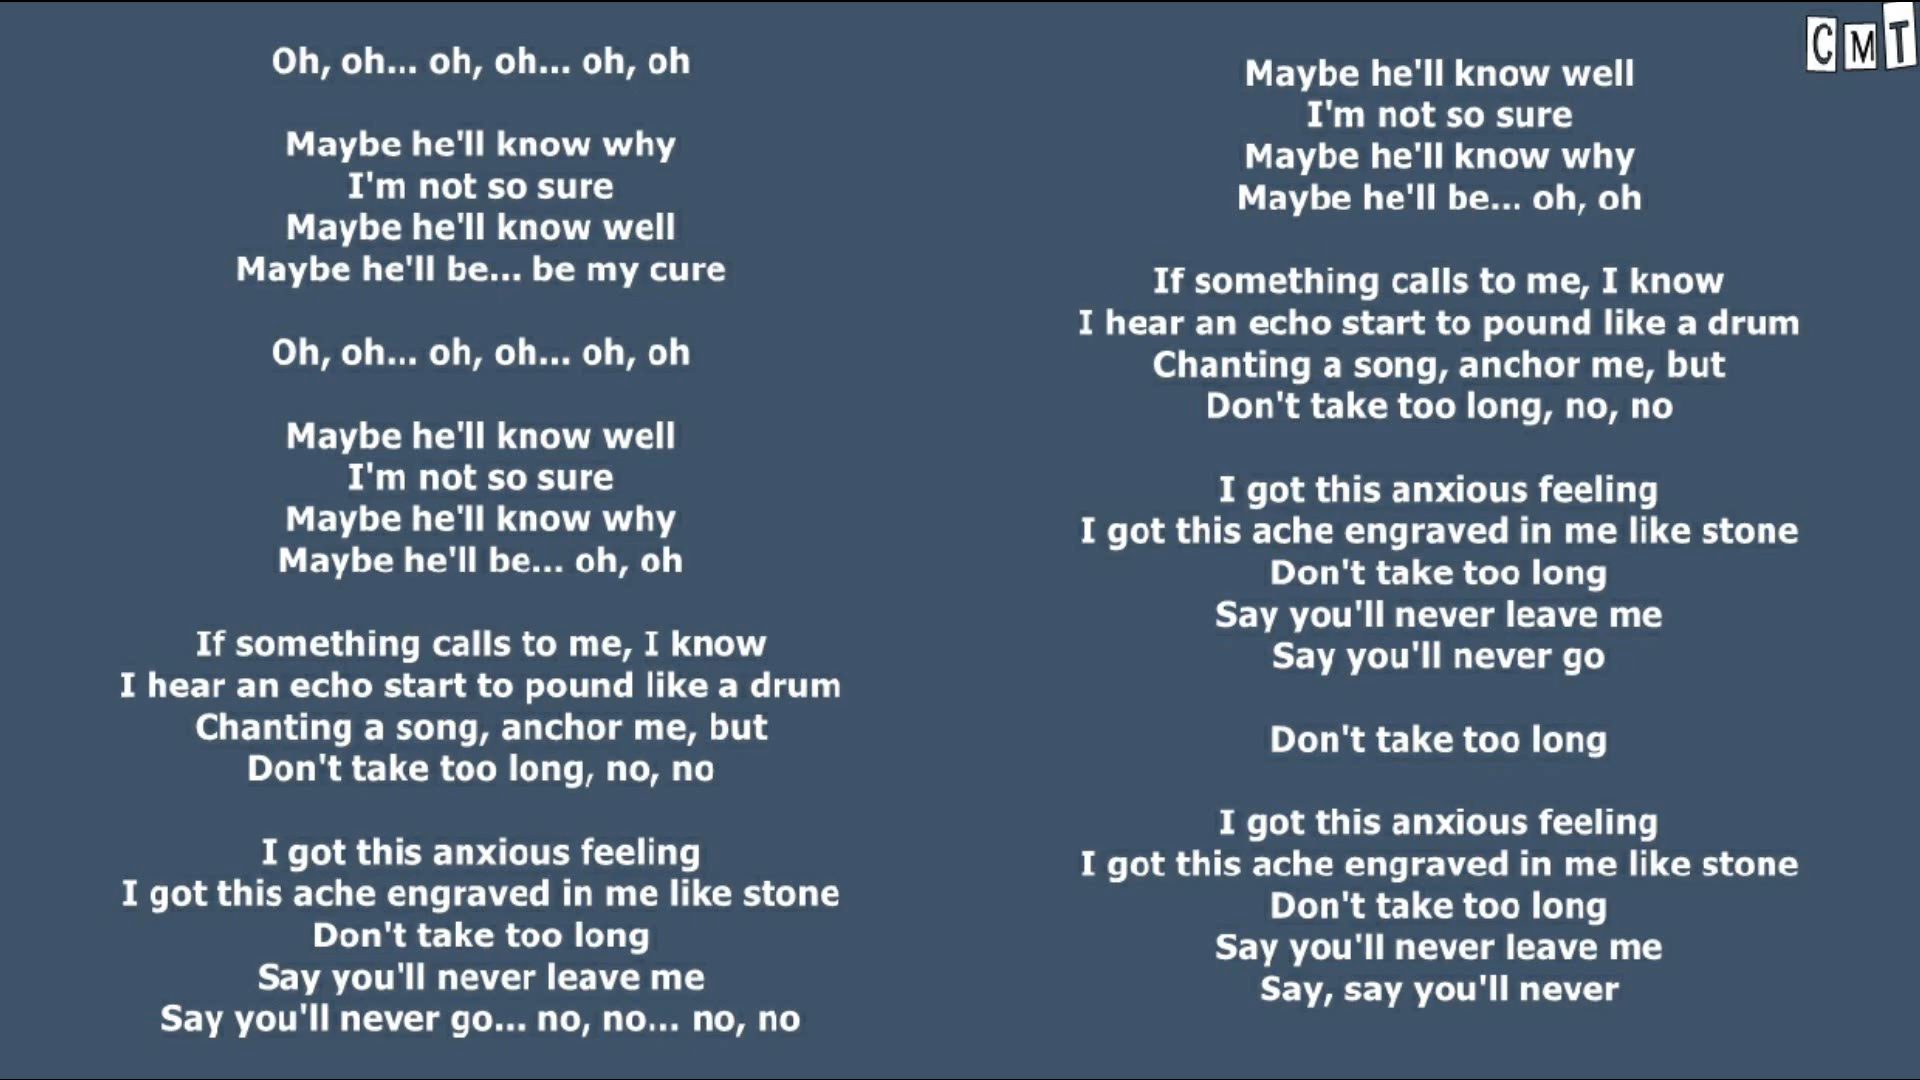 Oh, oh... oh, oh... oh, oh
Maybe he'll know why
I'm not so sure
Maybe he'll know well
Maybe he'll be... be my cure
Oh, oh... oh, oh... oh, oh
Maybe he'll know well
I'm not so sure
Maybe he'll know why
Maybe he'll be... oh, oh
If something calls to me, I know
I hear an echo start to pound like a drum
Chanting a song, anchor me, but
Don't take too long, no, no
I got this anxious feeling
I got this ache engraved in me like stone
Don't take too long
Say you'll never leave me
Say you'll never go... no, no... no, no
Maybe he'll know well
I'm not so sure
Maybe he'll know why
Maybe he'll be... oh, oh
If something calls to me, I know
I hear an echo start to pound like a drum
Chanting a song, anchor me, but
Don't take too long, no, no
I got this anxious feeling
I got this ache engraved in me like stone
Don't take too long
Say you'll never leave me
Say you'll never go
Don't take too long
I got this anxious feeling
I got this ache engraved in me like stone
Don't take too long
Say you'll never leave me
Say, say you'll never
CMT